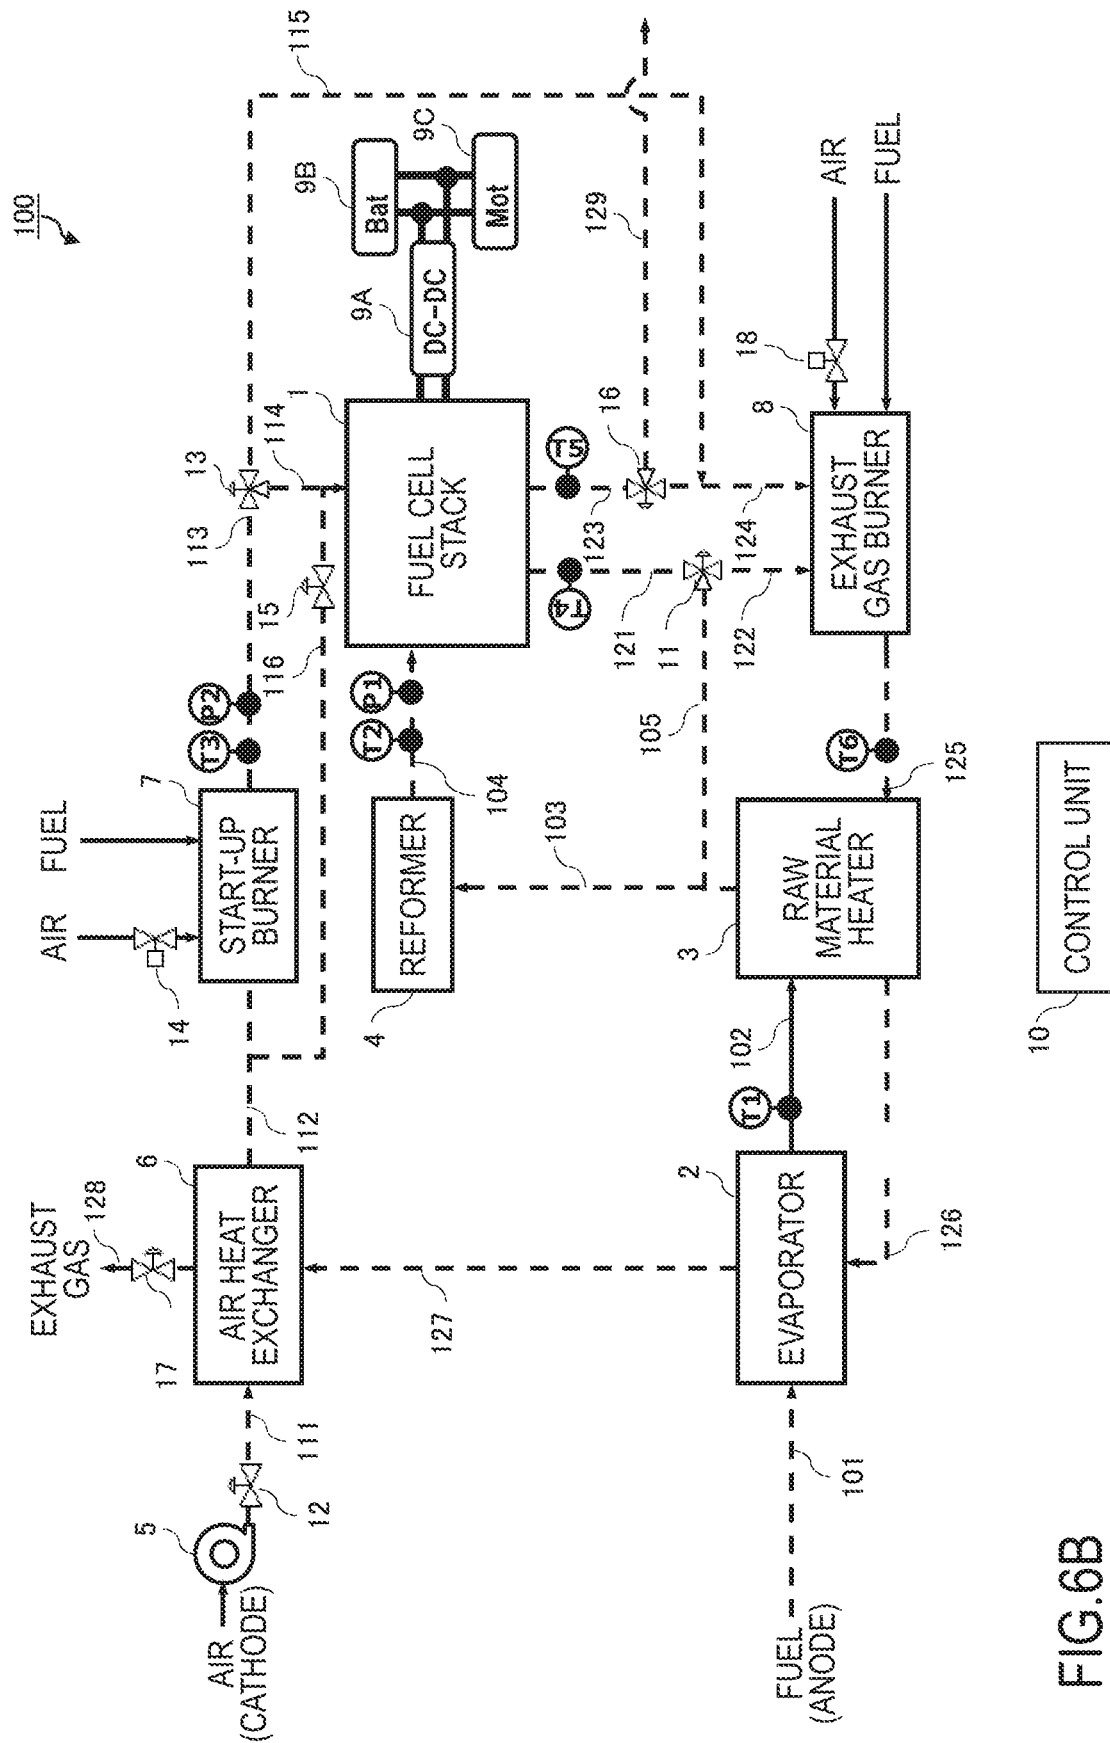 100
EXHAUST
GAS
128
17
AIR
(CATHODE)
5
12
111
AIR HEAT
EXCHANGER
6
112
AIR
FUEL
14
START-UP
BURNER
7
T3
P2
113
13
114
115
116
15
REFORMER
4
104
T2
P1
FUEL CELL
STACK
1
DC-DC
9A
Bat
9B
Mot
9C
T4
T5
121
123
11
16
129
105
103
122
124
127
FUEL
(ANODE)
101
EVAPORATOR
2
T1
102
126
RAW
MATERIAL
HEATER
3
T6
125
EXHAUST
GAS BURNER
8
18
AIR
FUEL
CONTROL UNIT
10
FIG.6B